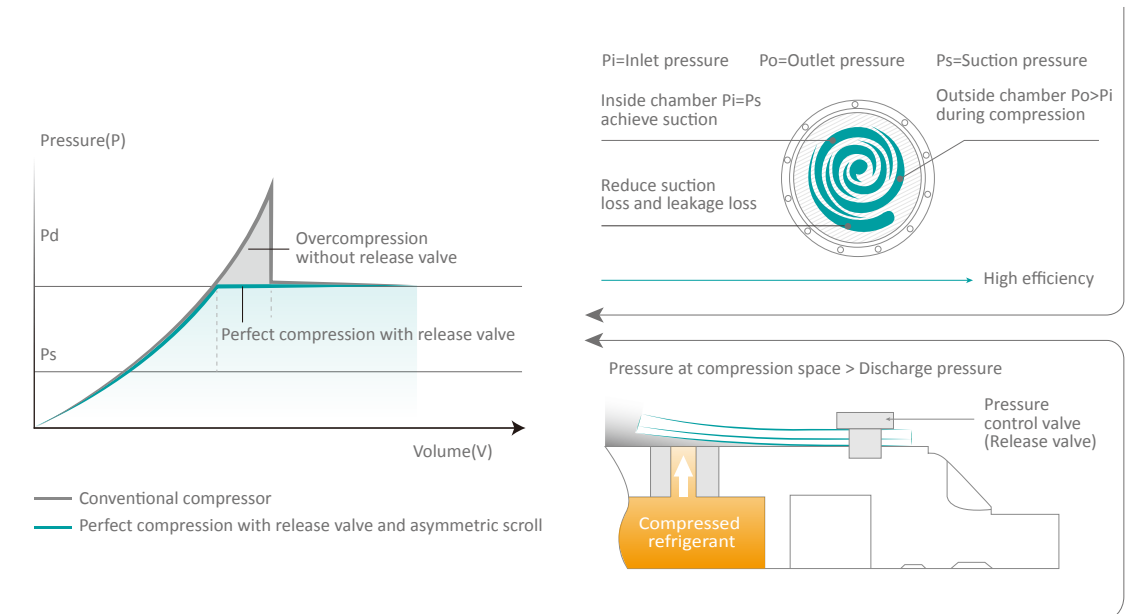 Pressure(P)
Pd
Overcompression
without release valve
Perfect compression with release valve
Ps
Volume(V)
Conventional compressor
Perfect compression with release valve and asymmetric scroll
Pi=Inlet pressure
Po=Outlet pressure
Ps=Suction pressure
Inside chamber Pi=Ps
achieve suction
Outside chamber Po>Pi
during compression
Reduce suction
loss and leakage loss
High efficiency
Pressure at compression space > Discharge pressure
Pressure
control valve
(Release valve)
Compressed
refrigerant